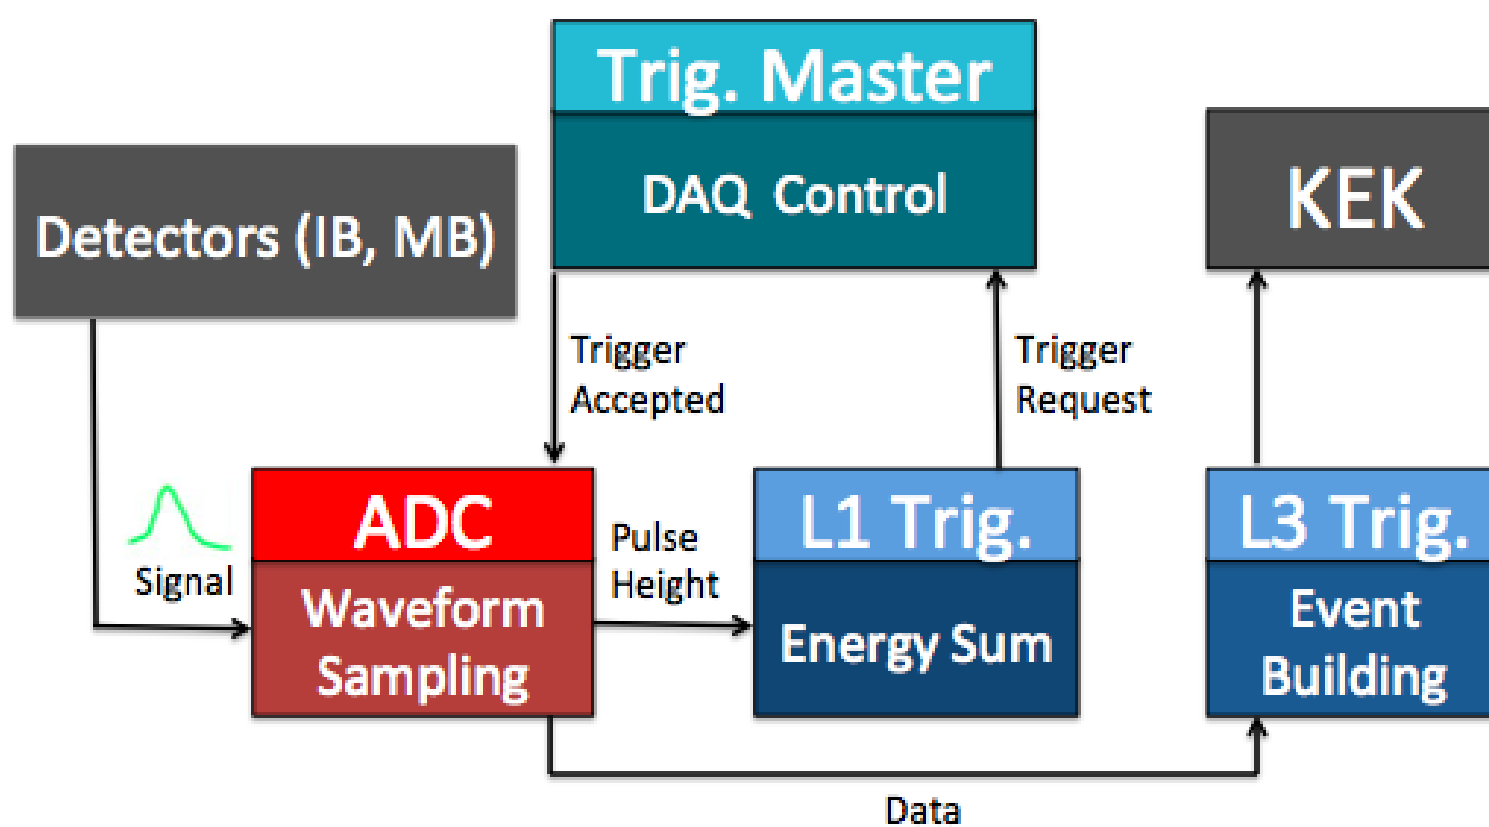 Trig. Master
DAQ Control
Detectors (IB, MB)
KEK
Trigger
Accepted
Trigger
Request
Signal
ADC
Waveform
Sampling
Pulse
Height
L1 Trig.
Energy Sum
L3 Trig.
Event
Building
Data